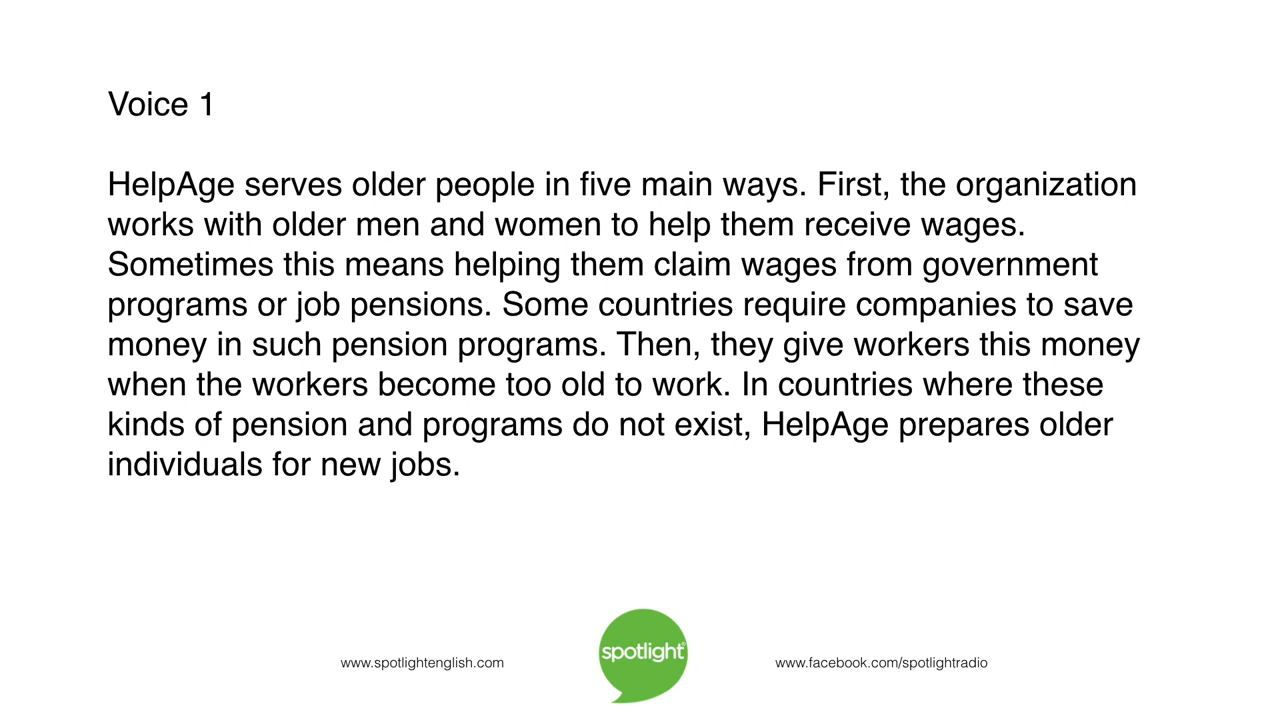 Voice 1
HelpAge serves older people in five main ways. First, the organization
works with older men and women to help them receive wages.
Sometimes this means helping them claim wages from government
programs or job pensions. Some countries require companies to save
money in such pension programs. Then, they give workers this money
when the workers become too old to work. In countries where these
kinds of pension and programs do not exist, HelpAge prepares older
individuals for new jobs.
www.spotlightenglish.com
spotlight®
www.facebook.com/spotlightradio